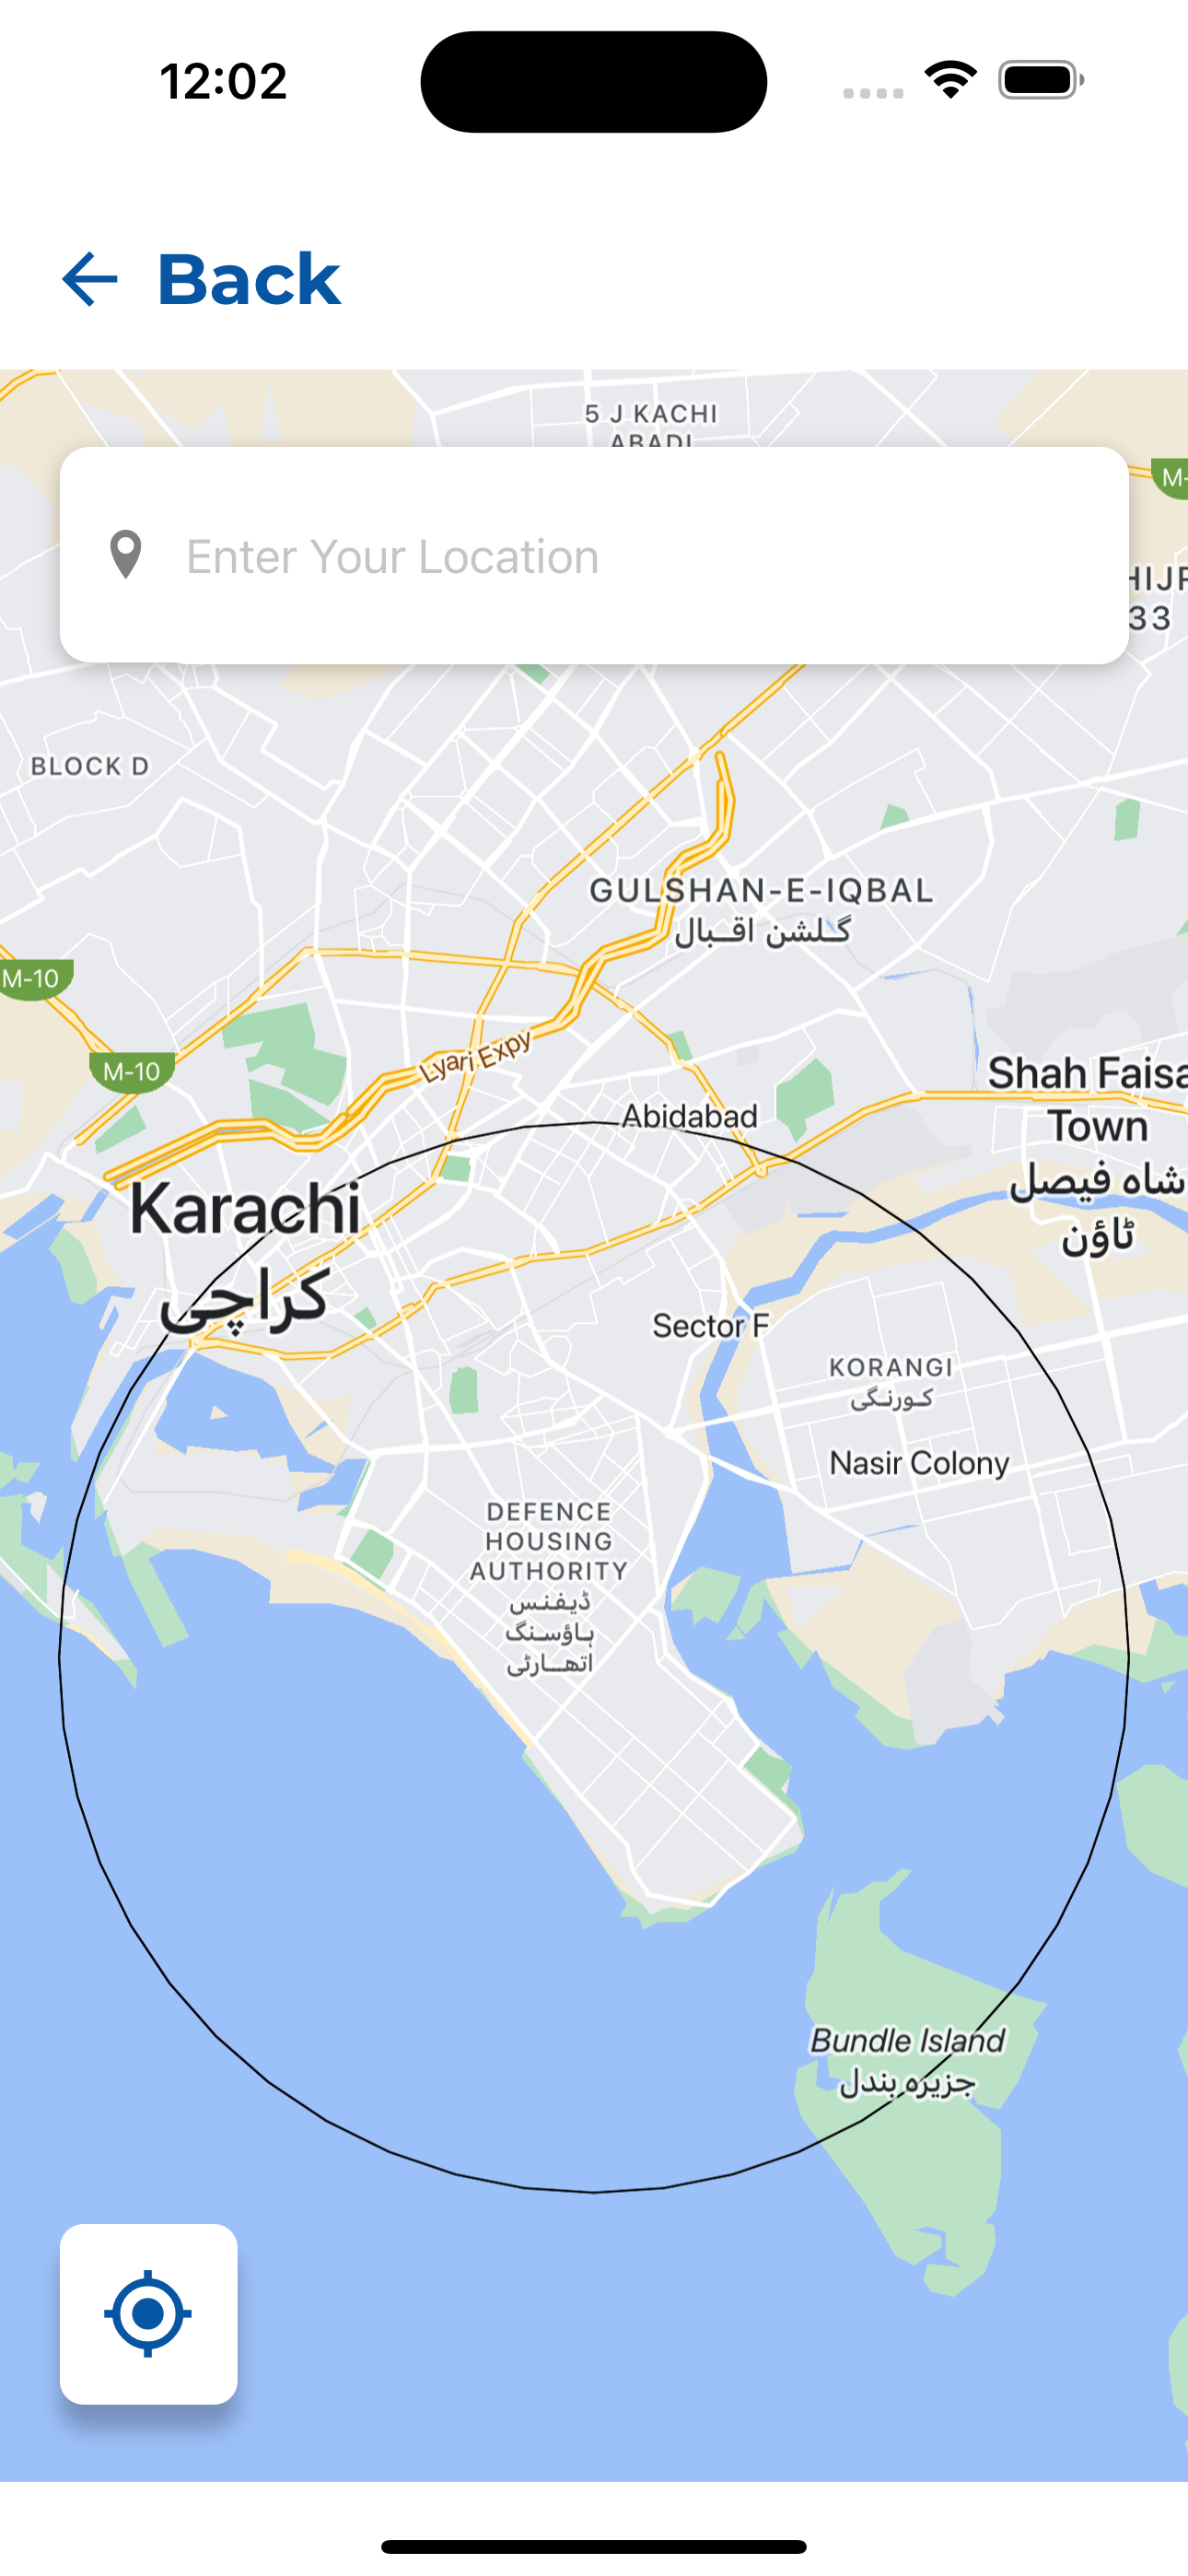 12:02
Back
5 J KACHI
ABADI
Enter Your Location
M-
33
BLOCK D
GULSHAN-E-IQBAL
گلشن اقبال
M-10
M-10
Lyari Expy
Shah Faisa
Town
شاہ فیصل
ٹاؤن
Abidabad
Karachi
كراچى
Sector F
KORANGI
کورنگی
Nasir Colony
DEFENCE
HOUSING
AUTHORITY
ڈیفنس
ہاؤسنگ
اتھارٹی
Bundle Island
جزیرہ بندل